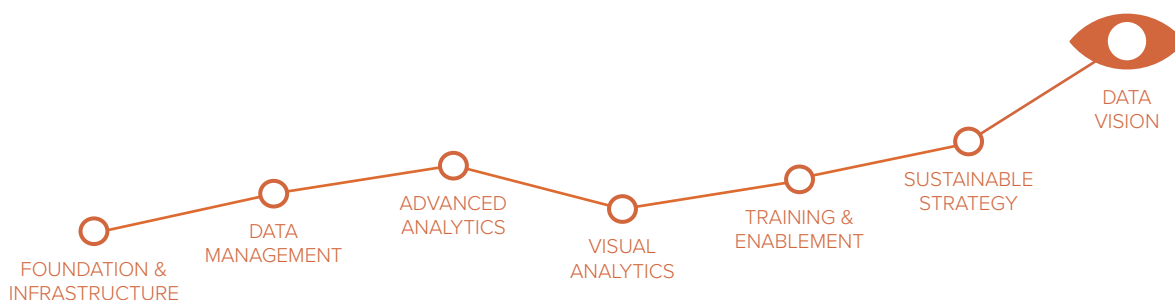 FOUNDATION &
INFRASTRUCTURE
DATA
MANAGEMENT
ADVANCED
ANALYTICS
VISUAL
ANALYTICS
TRAINING &
ENABLEMENT
SUSTAINABLE
STRATEGY
DATA
VISION